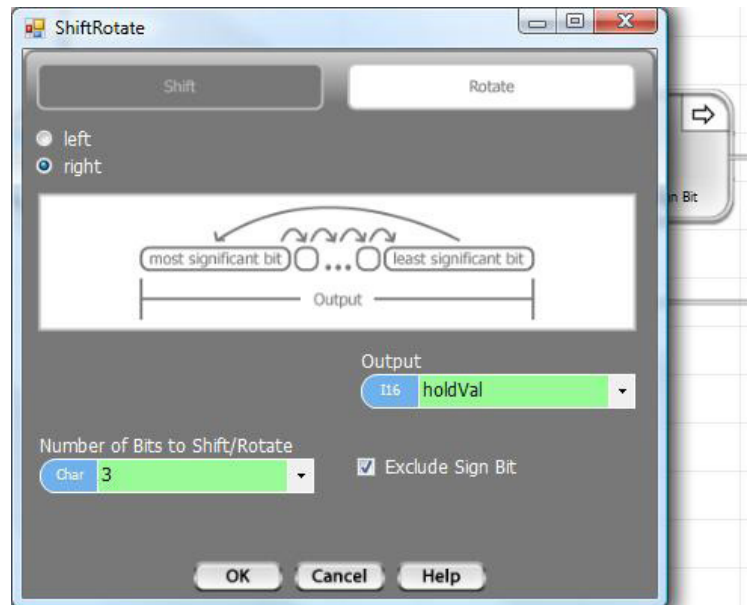 ShiftRotate
Shift
Rotate
left
right
most significant bit
...
least significant bit
Output
Output
I16 holdVal
Number of Bits to Shift/Rotate
Char 3
Exclude Sign Bit
OK
Cancel
Help
Bit